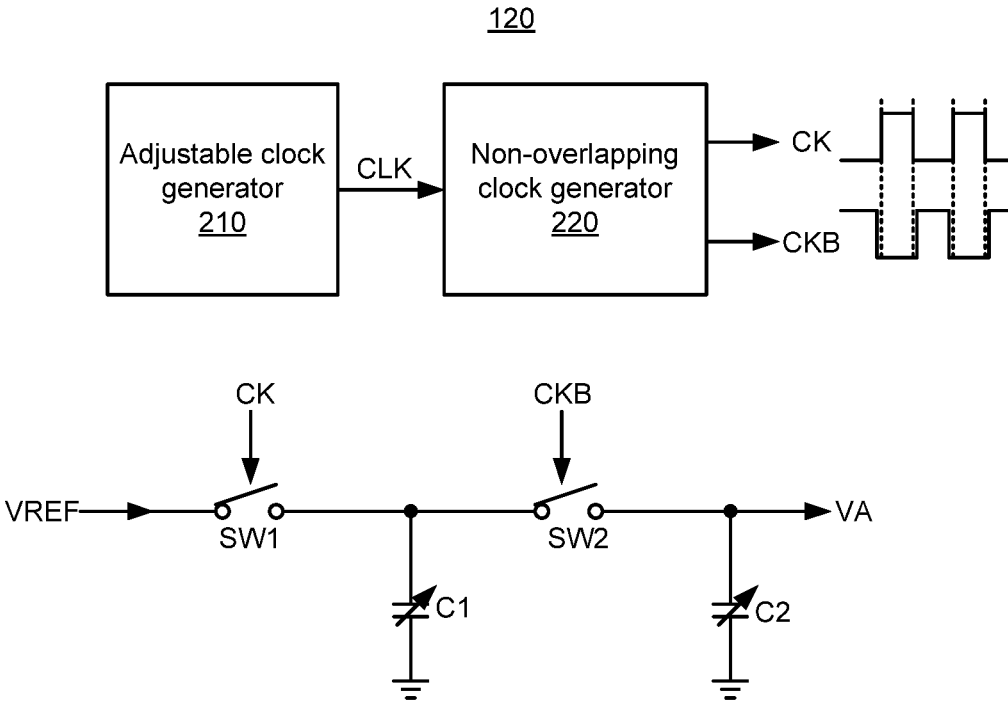 120
Adjustable clock
generator
210
CLK
Non-overlapping
clock generator
220
CK
CKB
CK
CKB
VREF
SW1
SW2
VA
C1
C2